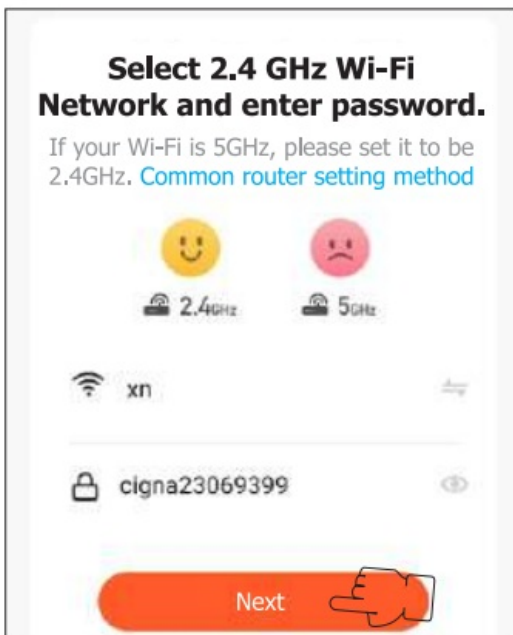 Select 2.4 GHz Wi-Fi
Network and enter password.
If your Wi-Fi is 5GHz, please set it to be
2.4GHz. Common router setting method
2.4GHz 5GHz
xn
cigna23069399
Next